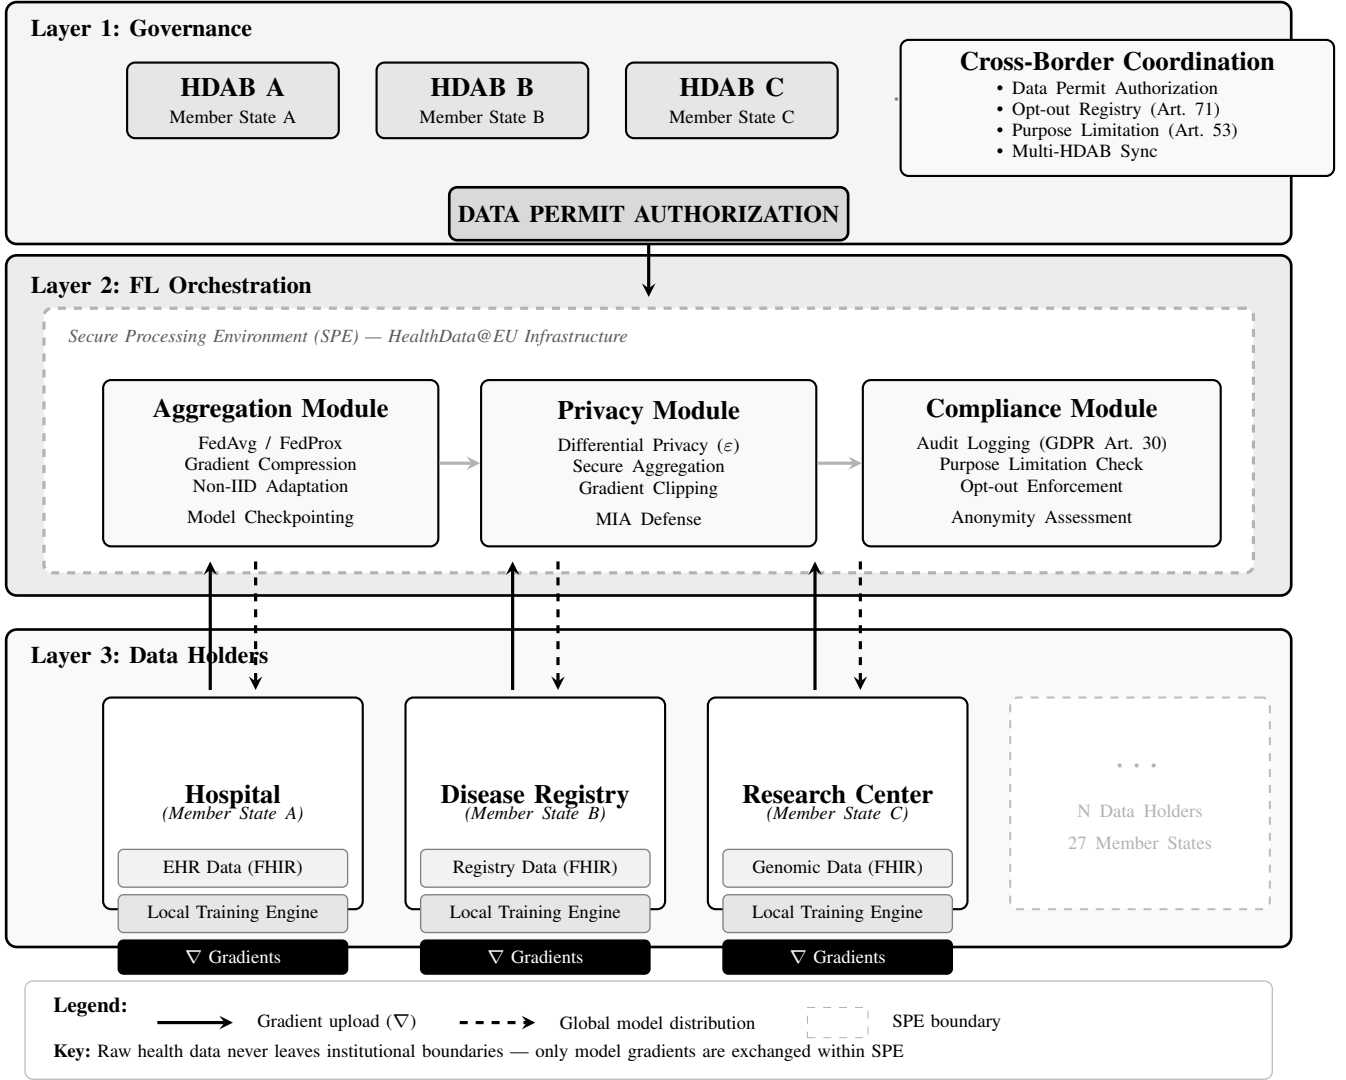 Layer 1: Governance
HDAB A
Member State A
HDAB B
Member State B
HDAB C
Member State C
Cross-Border Coordination
• Data Permit Authorization
• Opt-out Registry (Art. 71)
• Purpose Limitation (Art. 53)
• Multi-HDAB Sync
DATA PERMIT AUTHORIZATION
Layer 2: FL Orchestration
Secure Processing Environment (SPE) — HealthData@EU Infrastructure
Aggregation Module
FedAvg / FedProx
Gradient Compression
Non-IID Adaptation
Model Checkpointing
Privacy Module
Differential Privacy (ε)
Secure Aggregation
Gradient Clipping
MIA Defense
Compliance Module
Audit Logging (GDPR Art. 30)
Purpose Limitation Check
Opt-out Enforcement
Anonymity Assessment
Layer 3: Data Holders
Hospital
(Member State A)
EHR Data (FHIR)
Local Training Engine
∇ Gradients
Disease Registry
(Member State B)
Registry Data (FHIR)
Local Training Engine
∇ Gradients
Research Center
(Member State C)
Genomic Data (FHIR)
Local Training Engine
∇ Gradients
. . .
N Data Holders
27 Member States
Legend:
Gradient upload (∇)
Global model distribution
SPE boundary
Key: Raw health data never leaves institutional boundaries — only model gradients are exchanged within SPE